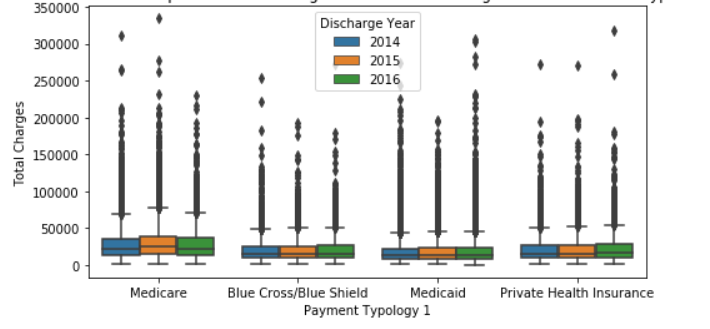 350000
300000
250000
200000
150000
100000
50000
0
Total Charges
Discharge Year
2014
2015
2016
Medicare
Blue Cross/Blue Shield
Medicaid
Private Health Insurance
Payment Typology 1